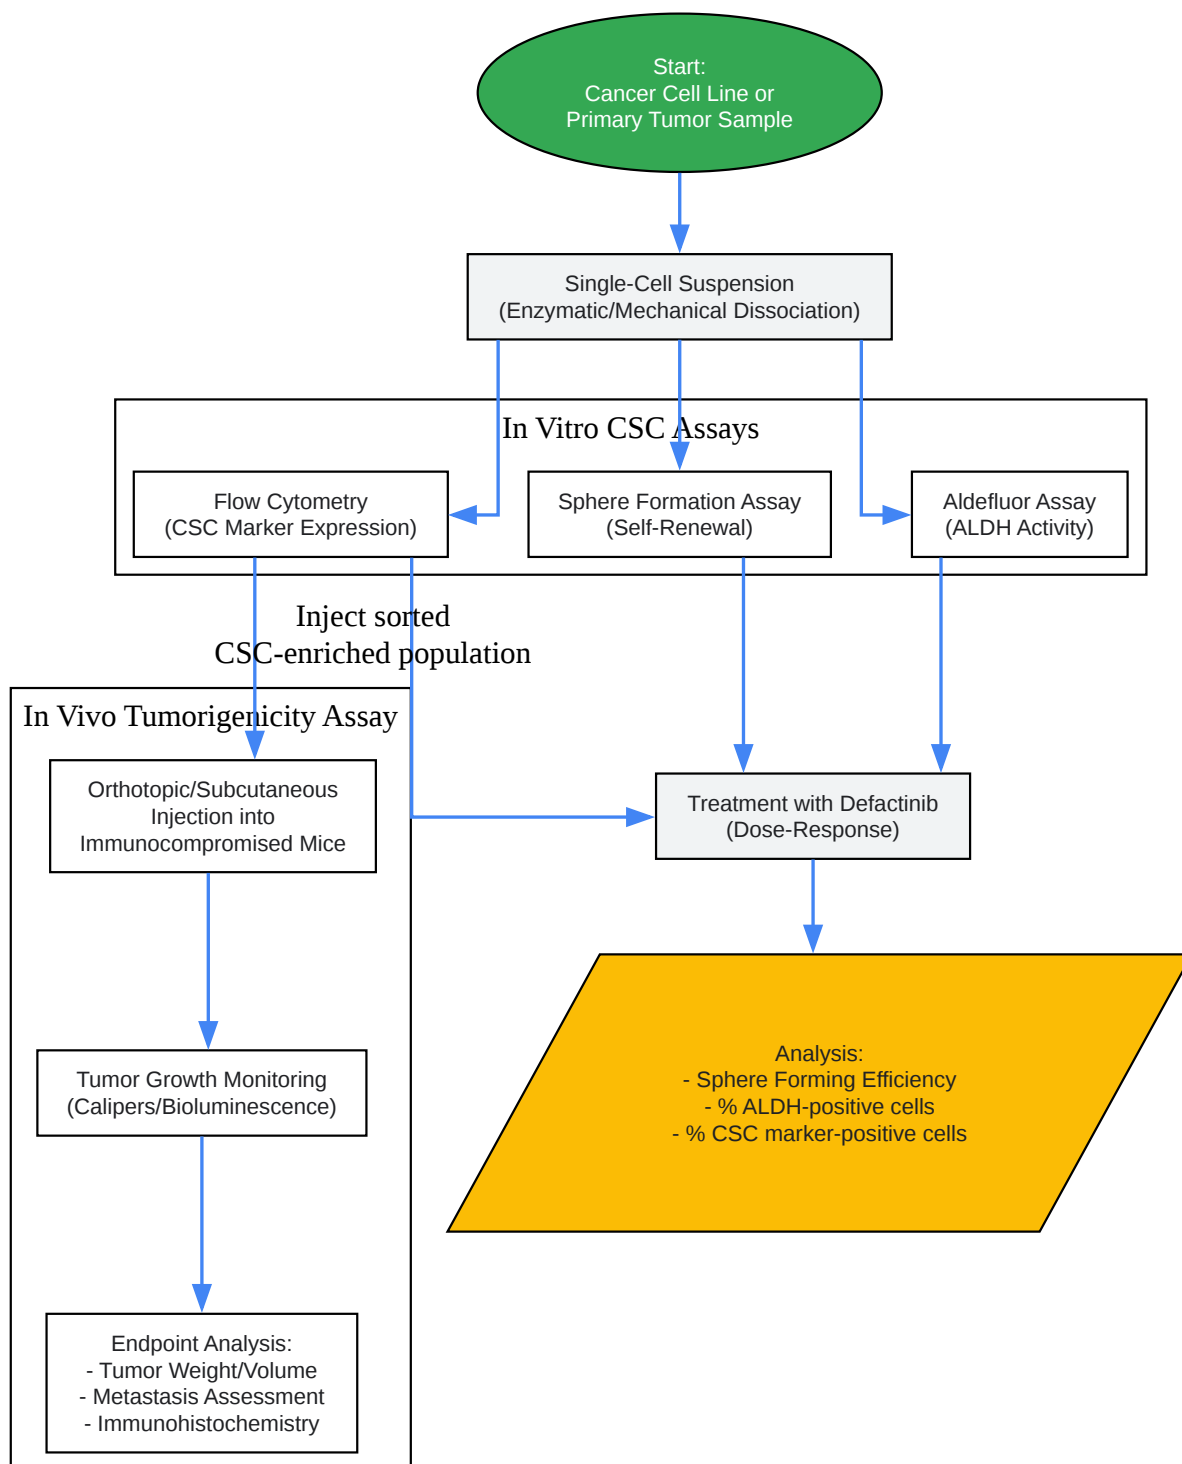 Start:
Cancer Cell Line or
Primary Tumor Sample
Single-Cell Suspension
(Enzymatic/Mechanical Dissociation)
In Vitro CSC Assays
Flow Cytometry
(CSC Marker Expression)
Sphere Formation Assay
(Self-Renewal)
Aldefluor Assay
(ALDH Activity)
Inject sorted
CSC-enriched population
In Vivo Tumorigenicity Assay
Orthotopic/Subcutaneous
Injection into
Immunocompromised Mice
Treatment with Defactinib
(Dose-Response)
Tumor Growth Monitoring
(Calipers/Bioluminescence)
Analysis:
- Sphere Forming Efficiency
- % ALDH-positive cells
- % CSC marker-positive cells
Endpoint Analysis:
- Tumor Weight/Volume
- Metastasis Assessment
- Immunohistochemistry